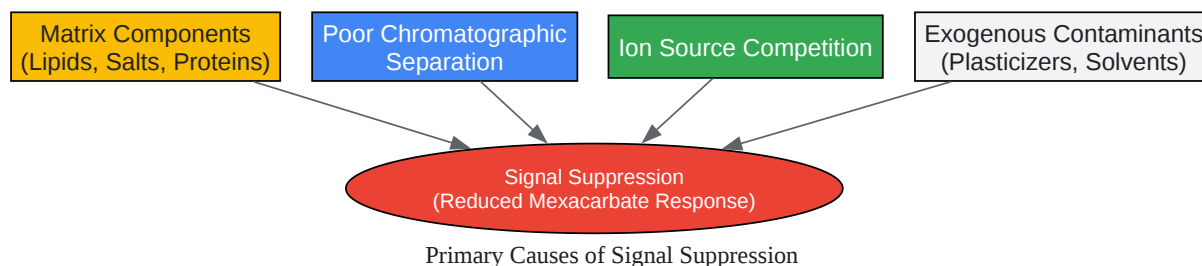 Matrix Components
(Lipids, Salts, Proteins)
Poor Chromatographic
Separation
Ion Source Competition
Exogenous Contaminants
(Plasticizers, Solvents)
Signal Suppression
(Reduced Mexacarbate Response)
Primary Causes of Signal Suppression